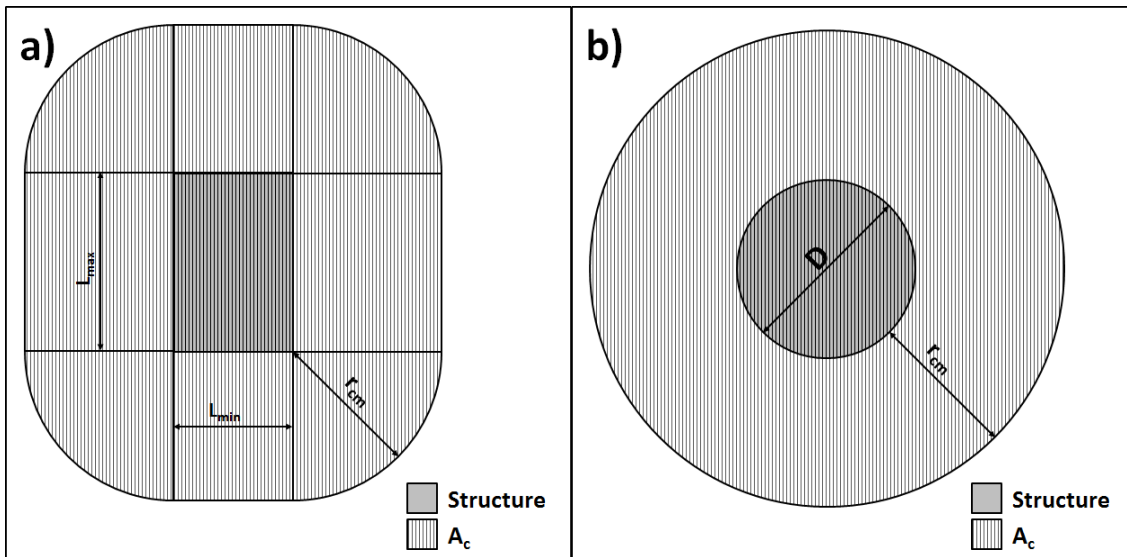 a)
L_max
L_min
r_cm
Structure
A_c
b)
D
r_cm
Structure
A_c